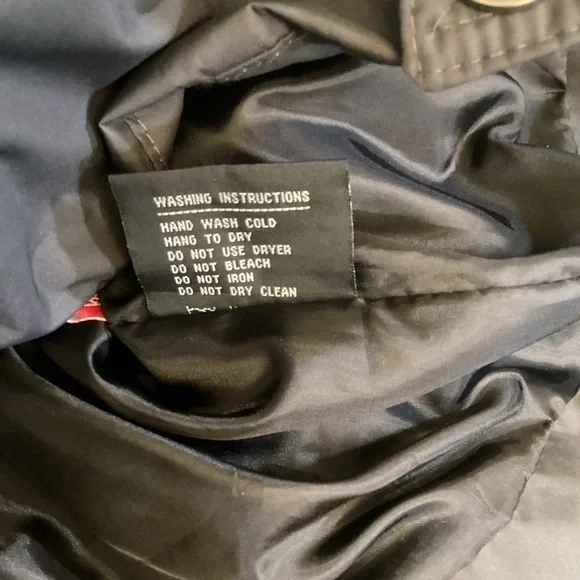 WASHING INSTRUCTIONS
HAND WASH COLD
HANG TO DRY
DO NOT USE DRYER
DO NOT BLEACH
DO NOT IRON
DO NOT DRY CLEAN